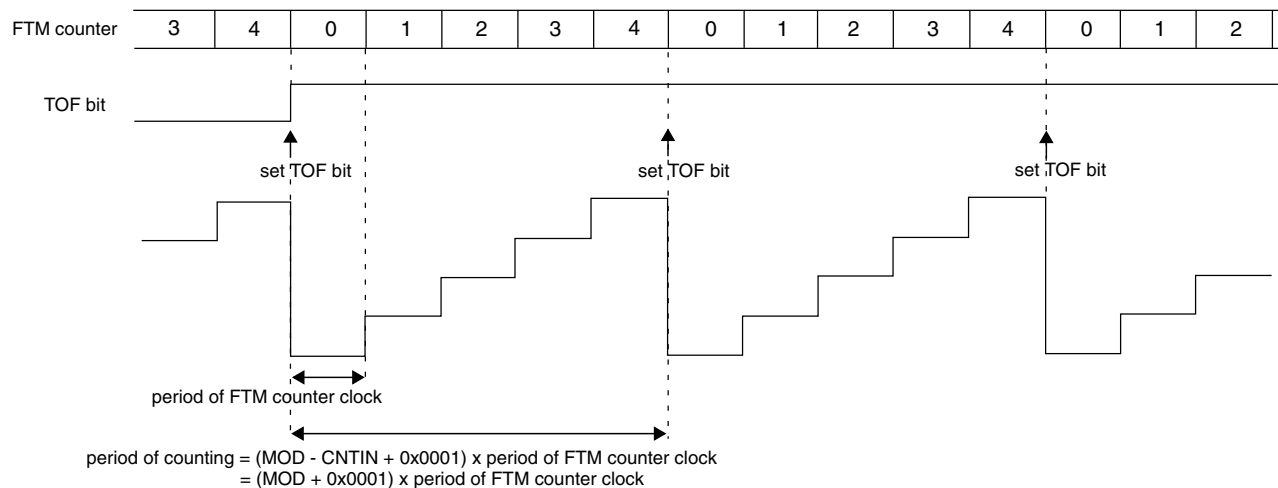 FTM counter 3 4 0 1 2 3 4 0 1 2 3 4 0 1 2
TOF bit
set TOF bit set TOF bit set TOF bit
period of FTM counter clock
period of counting = (MOD - CNTIN + 0x0001) x period of FTM counter clock
= (MOD + 0x0001) x period of FTM counter clock